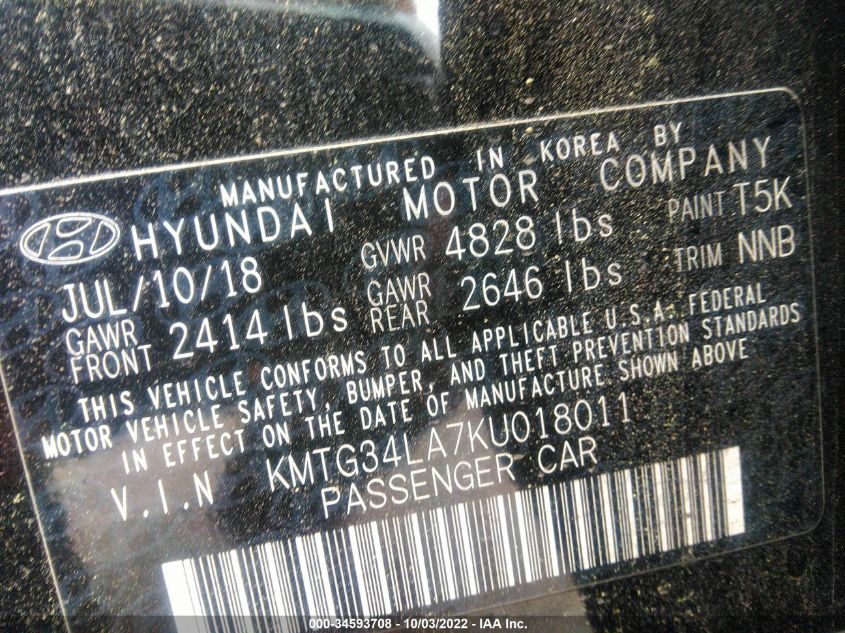 MANUFACTURED IN KOREA BY
HYUNDAI MOTOR COMPANY
JUL/10/18 GVWR 4828 lbs PAINT T5K
GAWR FRONT 2414 lbs GAWR REAR 2646 lbs TRIM NNB
THIS VEHICLE CONFORMS TO ALL APPLICABLE U.S.A. FEDERAL
MOTOR VEHICLE SAFETY, BUMPER, AND THEFT PREVENTION STANDARDS
IN EFFECT ON THE DATE OF MANUFACTURE SHOWN ABOVE
V.I.N KMTG34LA7KU018011
PASSENGER CAR
000-34593708 - 10/03/2022 - IAA Inc.